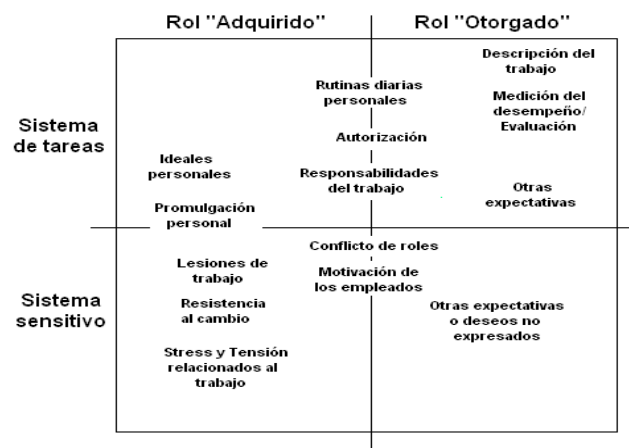 Rol "Adquirido"
Rol "Otorgado"
Sistema
de tareas
Descripción del
trabajo
Rutinas diarias
personales
Medición del
desempeño/
Evaluación
Autorización
Ideales
personales
Responsabilidades
del trabajo
Otras
expectativas
Promulgación
personal
Sistema
sensitivo
Conflicto de roles
Lesiones de
trabajo
Motivación de
los empleados
Resistencia
al cambio
Otras expectativas
o deseos no
expresados
Stress y Tensión
relacionados al
trabajo